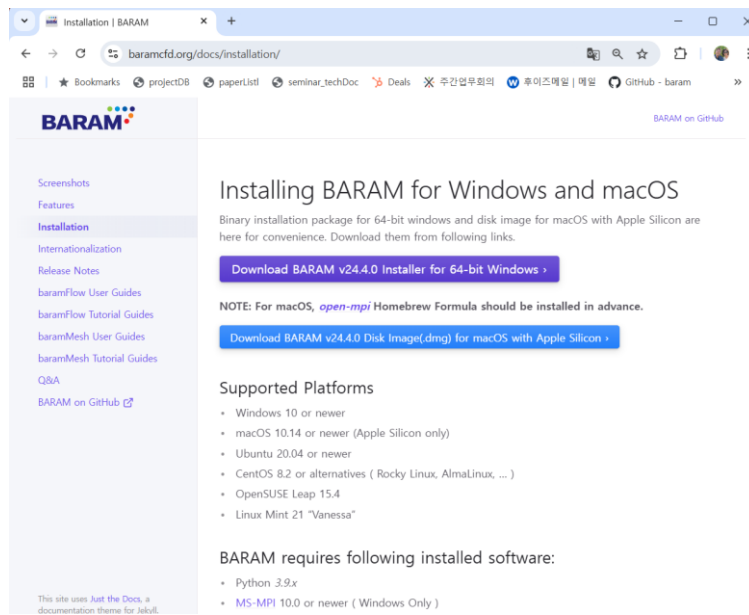 Installation | BARAM
baramcfd.org/docs/installation/
Bookmarks projectDB paperListl seminar_techDoc Deals 주간업무회의 후이즈메일 | 메일 GitHub - baram
BARAM
BARAM on GitHub
Screenshots
Features
Installation
Internationalization
Release Notes
baramFlow User Guides
baramFlow Tutorial Guides
baramMesh User Guides
baramMesh Tutorial Guides
Q&A
BARAM on GitHub
This site uses Just the Docs, a
documentation theme for Jekyll.
Installing BARAM for Windows and macOS
Binary installation package for 64-bit windows and disk image for macOS with Apple Silicon are
here for convenience. Download them from following links.
Download BARAM v24.4.0 Installer for 64-bit Windows ›
NOTE: For macOS, open-mpi Homebrew Formula should be installed in advance.
Download BARAM v24.4.0 Disk Image(.dmg) for macOS with Apple Silicon ›
Supported Platforms
• Windows 10 or newer
• macOS 10.14 or newer (Apple Silicon only)
• Ubuntu 20.04 or newer
• CentOS 8.2 or alternatives ( Rocky Linux, AlmaLinux, ... )
• OpenSUSE Leap 15.4
• Linux Mint 21 "Vanessa"
BARAM requires following installed software:
• Python 3.9.x
• MS-MPI 10.0 or newer ( Windows Only )